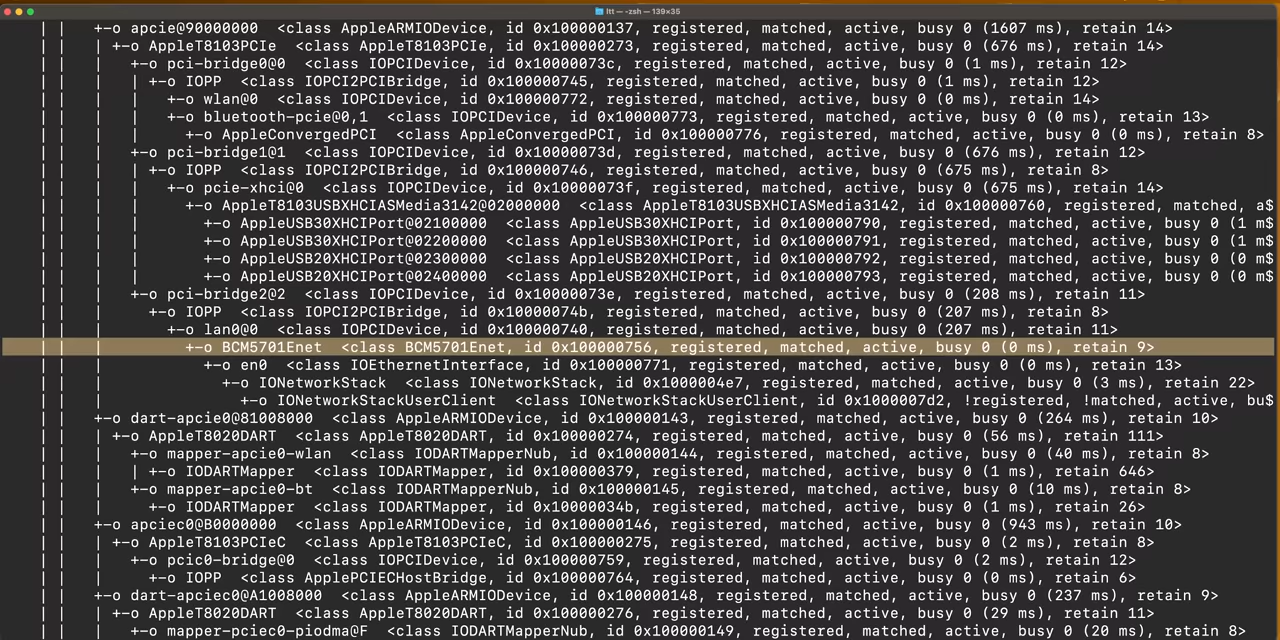 ltt — -zsh — 139×35
| |   +-o apcie@90000000  <class AppleARMIODevice, id 0x100000137, registered, matched, active, busy 0 (1607 ms), retain 14>
| |   | +-o AppleT8103PCIe  <class AppleT8103PCIe, id 0x100000273, registered, matched, active, busy 0 (676 ms), retain 14>
| |   |   +-o pci-bridge0@0  <class IOPCIDevice, id 0x10000073c, registered, matched, active, busy 0 (1 ms), retain 12>
| |   |   | +-o IOPP  <class IOPCI2PCIBridge, id 0x100000745, registered, matched, active, busy 0 (1 ms), retain 12>
| |   |   |   +-o wlan@0  <class IOPCIDevice, id 0x100000772, registered, matched, active, busy 0 (0 ms), retain 14>
| |   |   |   +-o bluetooth-pcie@0,1  <class IOPCIDevice, id 0x100000773, registered, matched, active, busy 0 (0 ms), retain 13>
| |   |   |     +-o AppleConvergedPCI  <class AppleConvergedPCI, id 0x100000776, registered, matched, active, busy 0 (0 ms), retain 8>
| |   |   +-o pci-bridge1@1  <class IOPCIDevice, id 0x10000073d, registered, matched, active, busy 0 (676 ms), retain 12>
| |   |   | +-o IOPP  <class IOPCI2PCIBridge, id 0x100000746, registered, matched, active, busy 0 (675 ms), retain 8>
| |   |   |   +-o pcie-xhci@0  <class IOPCIDevice, id 0x10000073f, registered, matched, active, busy 0 (675 ms), retain 14>
| |   |   |     +-o AppleT8103USBXHCIASMedia3142@02000000  <class AppleT8103USBXHCIASMedia3142, id 0x100000760, registered, matched, a$
| |   |   |       +-o AppleUSB30XHCIPort@02100000  <class AppleUSB30XHCIPort, id 0x100000790, registered, matched, active, busy 0 (1 m$
| |   |   |       +-o AppleUSB30XHCIPort@02200000  <class AppleUSB30XHCIPort, id 0x100000791, registered, matched, active, busy 0 (1 m$
| |   |   |       +-o AppleUSB20XHCIPort@02300000  <class AppleUSB20XHCIPort, id 0x100000792, registered, matched, active, busy 0 (0 m$
| |   |   |       +-o AppleUSB20XHCIPort@02400000  <class AppleUSB20XHCIPort, id 0x100000793, registered, matched, active, busy 0 (0 m$
| |   |   +-o pci-bridge2@2  <class IOPCIDevice, id 0x10000073e, registered, matched, active, busy 0 (208 ms), retain 11>
| |   |     +-o IOPP  <class IOPCI2PCIBridge, id 0x10000074b, registered, matched, active, busy 0 (207 ms), retain 8>
| |   |       +-o lan0@0  <class IOPCIDevice, id 0x100000740, registered, matched, active, busy 0 (207 ms), retain 11>
| |   |         +-o BCM5701Enet  <class BCM5701Enet, id 0x100000756, registered, matched, active, busy 0 (0 ms), retain 9>
| |   |           +-o en0  <class IOEthernetInterface, id 0x100000771, registered, matched, active, busy 0 (0 ms), retain 13>
| |   |             +-o IONetworkStack  <class IONetworkStack, id 0x1000004e7, registered, matched, active, busy 0 (3 ms), retain 22>
| |   |               +-o IONetworkStackUserClient  <class IONetworkStackUserClient, id 0x1000007d2, !registered, !matched, active, bu$
| |   +-o dart-apcie0@81008000  <class AppleARMIODevice, id 0x100000143, registered, matched, active, busy 0 (264 ms), retain 10>
| |   | +-o AppleT8020DART  <class AppleT8020DART, id 0x100000274, registered, matched, active, busy 0 (56 ms), retain 111>
| |   |   +-o mapper-apcie0-wlan  <class IODARTMapperNub, id 0x100000144, registered, matched, active, busy 0 (40 ms), retain 8>
| |   |   | +-o IODARTMapper  <class IODARTMapper, id 0x100000379, registered, matched, active, busy 0 (1 ms), retain 646>
| |   |   +-o mapper-apcie0-bt  <class IODARTMapperNub, id 0x100000145, registered, matched, active, busy 0 (10 ms), retain 8>
| |   |     +-o IODARTMapper  <class IODARTMapper, id 0x10000034b, registered, matched, active, busy 0 (1 ms), retain 26>
| |   +-o apciec0@B0000000  <class AppleARMIODevice, id 0x100000146, registered, matched, active, busy 0 (943 ms), retain 10>
| |   | +-o AppleT8103PCIeC  <class AppleT8103PCIeC, id 0x100000275, registered, matched, active, busy 0 (2 ms), retain 8>
| |   |   +-o pcic0-bridge@0  <class IOPCIDevice, id 0x100000759, registered, matched, active, busy 0 (2 ms), retain 12>
| |   |     +-o IOPP  <class ApplePCIECHostBridge, id 0x100000764, registered, matched, active, busy 0 (0 ms), retain 6>
| |   +-o dart-apciec0@A1008000  <class AppleARMIODevice, id 0x100000148, registered, matched, active, busy 0 (237 ms), retain 9>
| |   | +-o AppleT8020DART  <class AppleT8020DART, id 0x100000276, registered, matched, active, busy 0 (29 ms), retain 11>
| |   |   +-o mapper-pciec0-piodma@F  <class IODARTMapperNub, id 0x100000149, registered, matched, active, busy 0 (20 ms), retain 8>